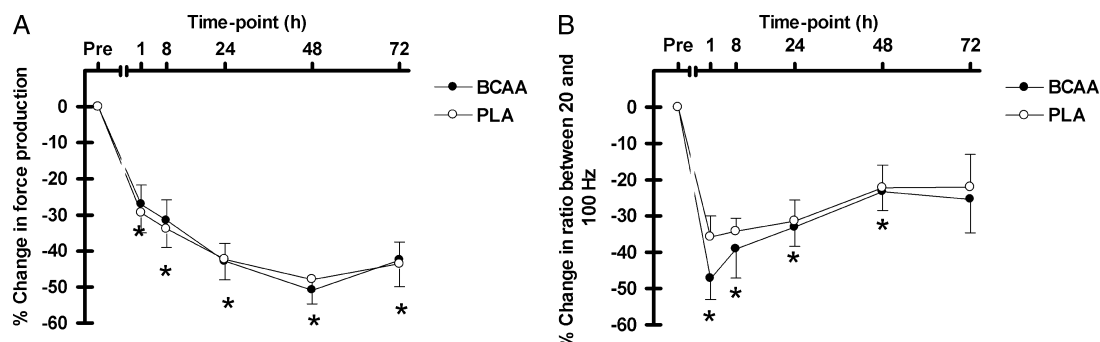 A
Time-point (h)
Pre 1 8 24 48 72
% Change in force production
0
-10
-20
-30
-40
-50
-60
BCAA
PLA
*
*
*
*
*
B
Time-point (h)
Pre 1 8 24 48 72
% Change in ratio between 20 and
100 Hz
0
-10
-20
-30
-40
-50
-60
BCAA
PLA
*
*
*
*